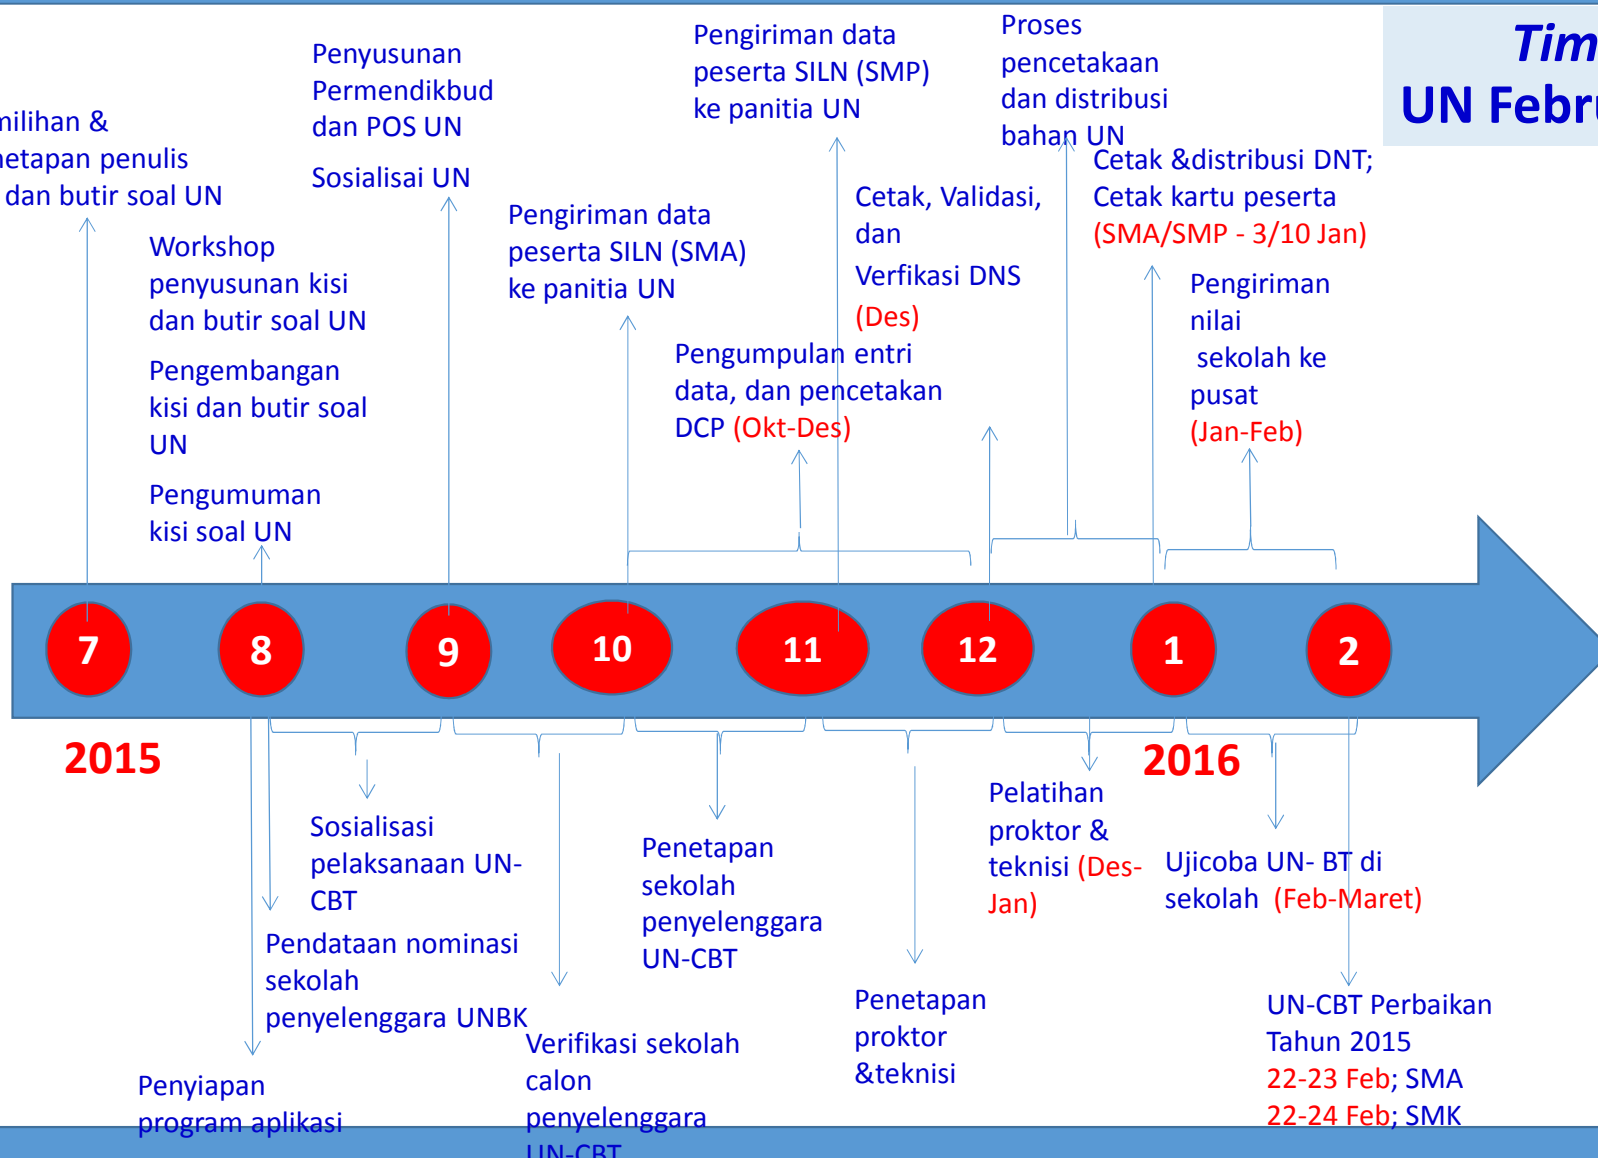 Tim
UN Febru
milihan &
netapan penulis
dan butir soal UN
Workshop
penyusunan kisi
dan butir soal UN
Pengembangan
kisi dan butir soal
UN
Pengumuman
kisi soal UN
Penyusunan
Permendikbud
dan POS UN
Sosialisai UN
Pengiriman data
peserta SILN (SMA)
ke panitia UN
Pengiriman data
peserta SILN (SMP)
ke panitia UN
Pengumpulan entri
data, dan pencetakan
DCP (Okt-Des)
Cetak, Validasi,
dan
Verfikasi DNS
(Des)
Proses
pencetakaan
dan distribusi
bahan UN
Cetak &distribusi DNT;
Cetak kartu peserta
(SMA/SMP - 3/10 Jan)
Pengiriman
nilai
sekolah ke
pusat
(Jan-Feb)
7
8
9
10
11
12
1
2
2015
2016
Penyiapan
program aplikasi
Pendataan nominasi
sekolah
penyelenggara UNBK
Sosialisasi
pelaksanaan UN-
CBT
Verifikasi sekolah
calon
penyelenggara
UN-CBT
Penetapan
sekolah
penyelenggara
UN-CBT
Penetapan
proktor
&teknisi
Pelatihan
proktor &
teknisi (Des-
Jan)
Ujicoba UN- BT di
sekolah (Feb-Maret)
UN-CBT Perbaikan
Tahun 2015
22-23 Feb; SMA
22-24 Feb; SMK